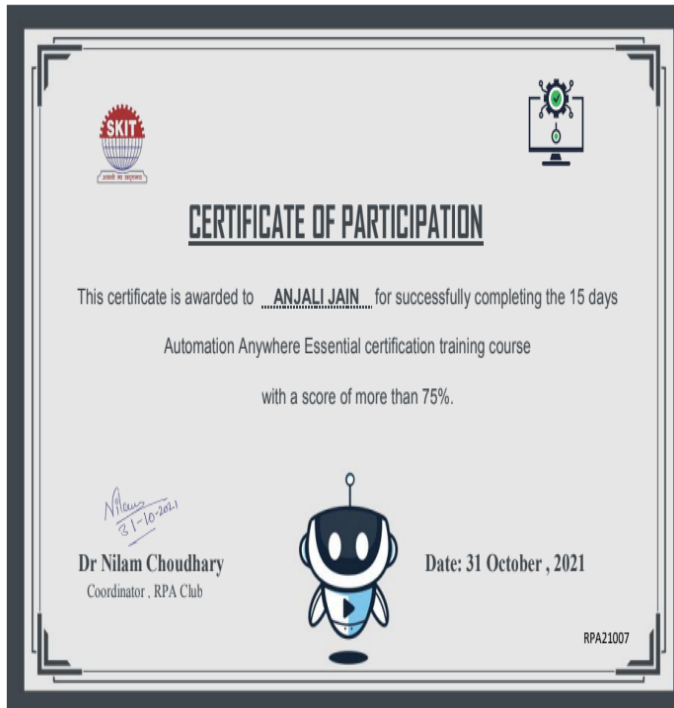 SKIT
CERTIFICATE OF PARTICIPATION
This certificate is awarded to ANJALI JAIN for successfully completing the 15 days
Automation Anywhere Essential certification training course
with a score of more than 75%.
Nilam
31-10-2021
Dr Nilam Choudhary
Coordinator , RPA Club
Date: 31 October , 2021
RPA21007